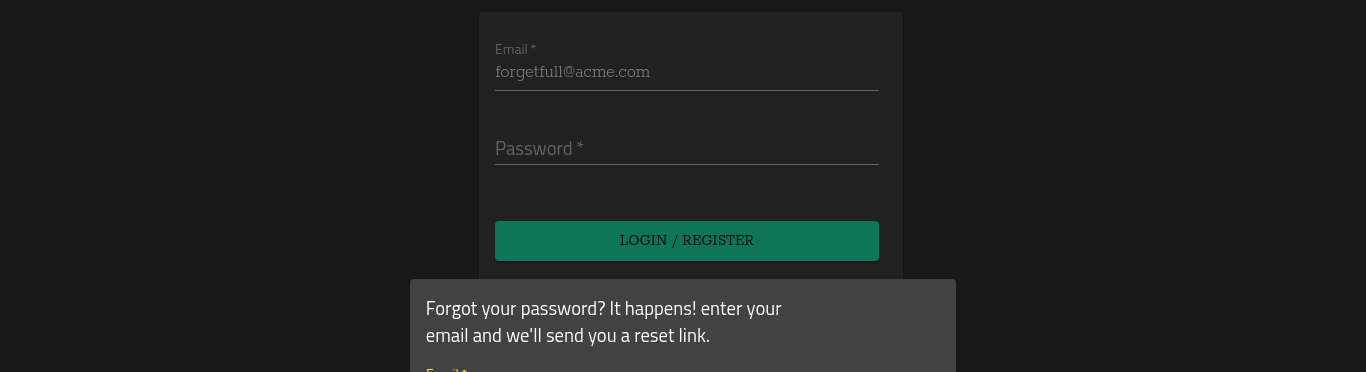 Email *
forgetfull@acme.com
Password *
LOGIN / REGISTER
Forgot your password? It happens! enter your
email and we'll send you a reset link.
Email *